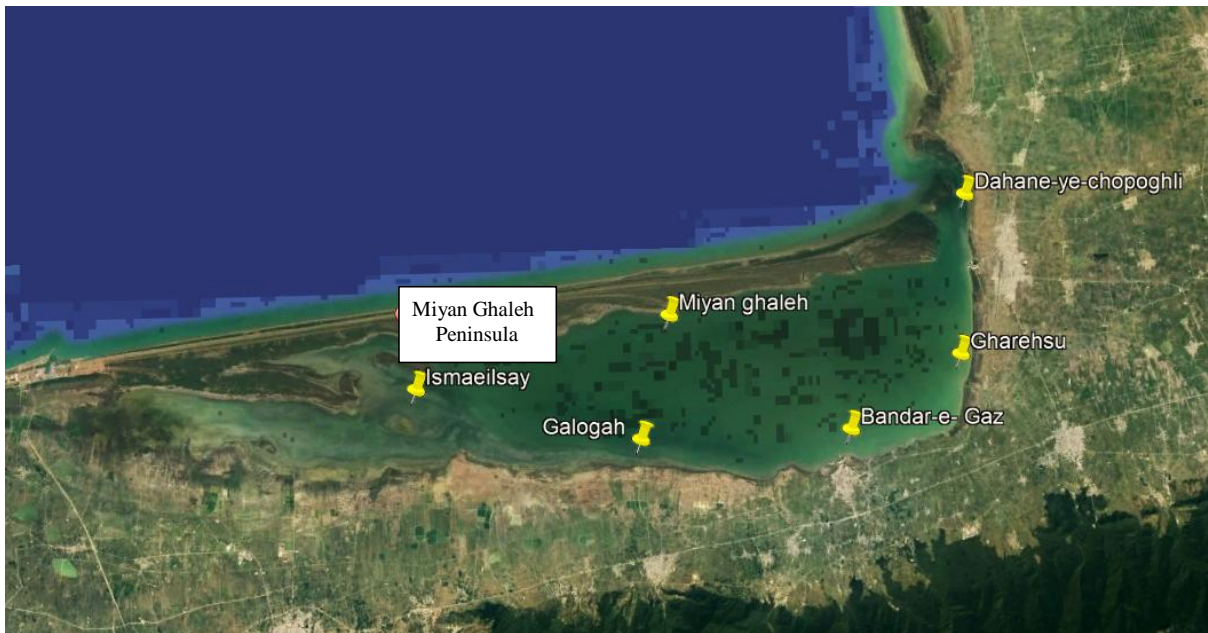 Dahane-ye-chopoghli
Miyan Ghaleh
Peninsula
Miyan ghaleh
Gharehsu
Ismaeilsay
Galogah
Bandar-e- Gaz